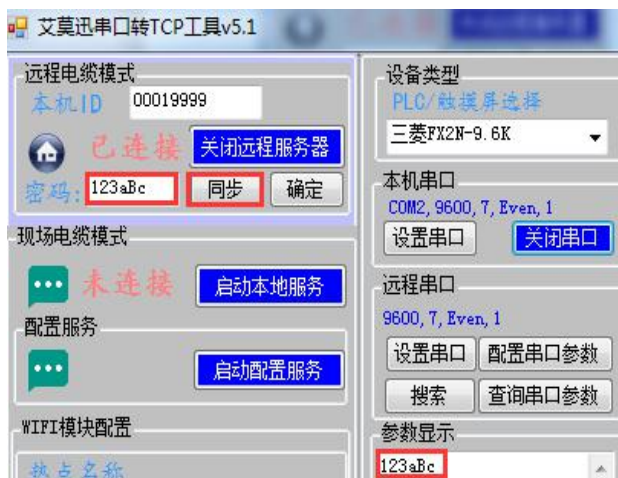 艾莫迅串口转TCP工具v5.1
远程电缆模式
本机ID 00019999
已连接 关闭远程服务器
密码: 123aBc 同步 确定
现场电缆模式
未连接 启动本地服务
配置服务
启动配置服务
WIFI模块配置
热点名称
设备类型
PLC/触摸屏选择
三菱FX2N-9.6K
本机串口
COM2, 9600, 7, Even, 1
设置串口 关闭串口
远程串口
9600, 7, Even, 1
设置串口 配置串口参数
搜索 查询串口参数
参数显示
123aBc